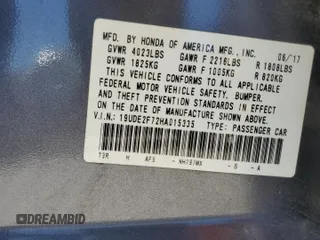 MFD. BY HONDA OF AMERICA MFG., INC. 06/17
GVWR 4023LBS GAWR F 2216LBS R 1808LBS
GVWR 1825KG GAWR F 1005KG R 820KG
THIS VEHICLE CONFORMS TO ALL APPLICABLE
FEDERAL MOTOR VEHICLE SAFETY, BUMPER,
AND THEFT PREVENTION STANDARDS IN EFFECT
ON THE DATE OF MANUFACTURE SHOWN ABOVE.
V.I.N.: 19UDE2F72HA015335 TYPE: PASSENGER CAR
H AF5 - NH797MX - B - A
DREAMBID